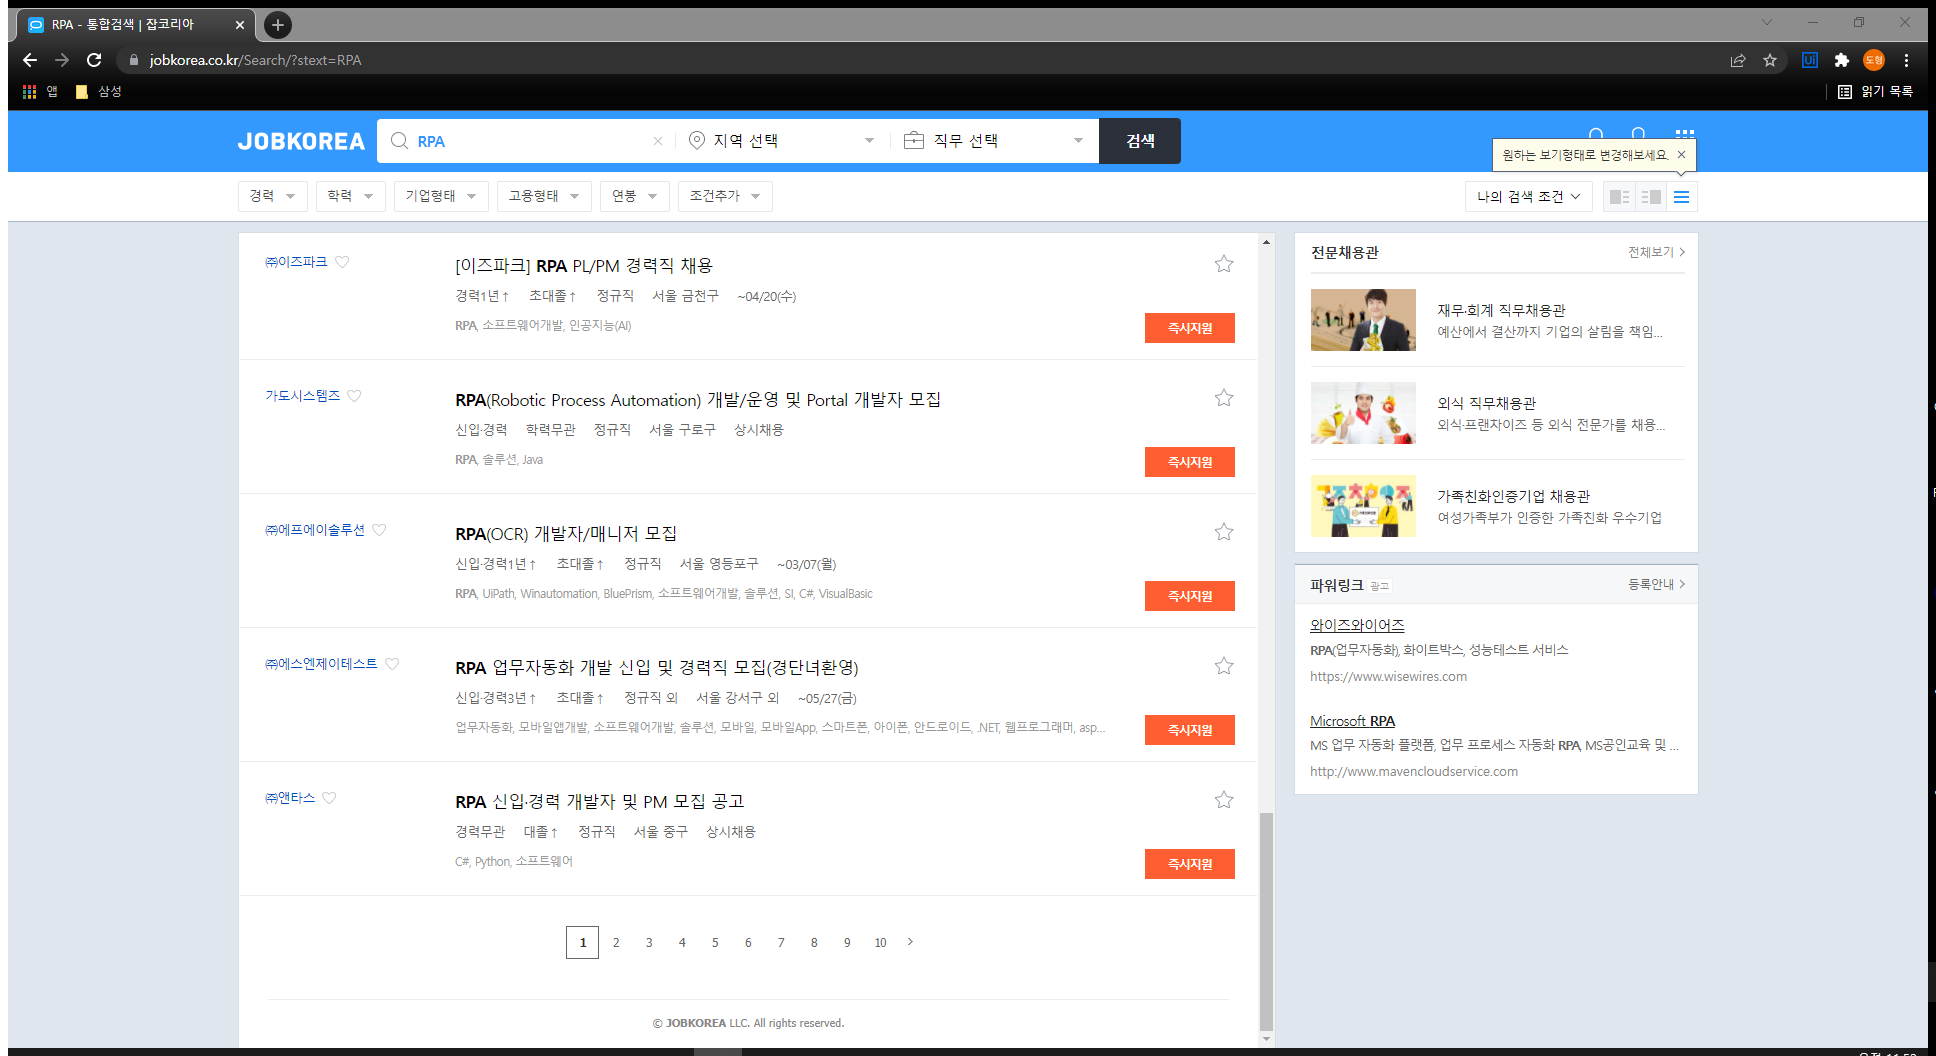 RPA - 통합검색 | 잡코리아
jobkorea.co.kr/Search/?stext=RPA
Ui
도형
앱
삼성
읽기 목록
JOBKOREA
RPA
지역 선택
직무 선택
검색
원하는 보기형태로 변경해보세요.
경력
학력
기업형태
고용형태
연봉
조건추가
나의 검색 조건
㈜이즈파크
[이즈파크] RPA PL/PM 경력직 채용
경력1년↑ 초대졸↑ 정규직 서울 금천구 ~04/20(수)
RPA, 소프트웨어개발, 인공지능(AI)
즉시지원
가도시스템즈
RPA(Robotic Process Automation) 개발/운영 및 Portal 개발자 모집
신입·경력 학력무관 정규직 서울 구로구 상시채용
RPA, 솔루션, Java
즉시지원
㈜에프에이솔루션
RPA(OCR) 개발자/매니저 모집
신입·경력1년↑ 초대졸↑ 정규직 서울 영등포구 ~03/07(월)
RPA, UiPath, Winautomation, BluePrism, 소프트웨어개발, 솔루션, SI, C#, VisualBasic
즉시지원
㈜에스엔제이테스트
RPA 업무자동화 개발 신입 및 경력직 모집(경단녀환영)
신입·경력3년↑ 초대졸↑ 정규직 외 서울 강서구 외 ~05/27(금)
업무자동화, 모바일앱개발, 소프트웨어개발, 솔루션, 모바일, 모바일App, 스마트폰, 아이폰, 안드로이드, .NET, 웹프로그래머, asp...
즉시지원
㈜앤타스
RPA 신입·경력 개발자 및 PM 모집 공고
경력무관 대졸↑ 정규직 서울 중구 상시채용
C#, Python, 소프트웨어
즉시지원
1 2 3 4 5 6 7 8 9 10
© JOBKOREA LLC. All rights reserved.
전문채용관
전체보기
재무·회계 직무채용관
예산에서 결산까지 기업의 살림을 책임...
외식 직무채용관
외식·프랜차이즈 등 외식 전문가를 채용...
가족친화인증기업 채용관
여성가족부가 인증한 가족친화 우수기업
파워링크 광고
등록안내
와이즈와이어즈
RPA(업무자동화), 화이트박스, 성능테스트 서비스
https://www.wisewires.com
Microsoft RPA
MS 업무 자동화 플랫폼, 업무 프로세스 자동화 RPA, MS공인교육 및 ...
http://www.mavencloudservice.com